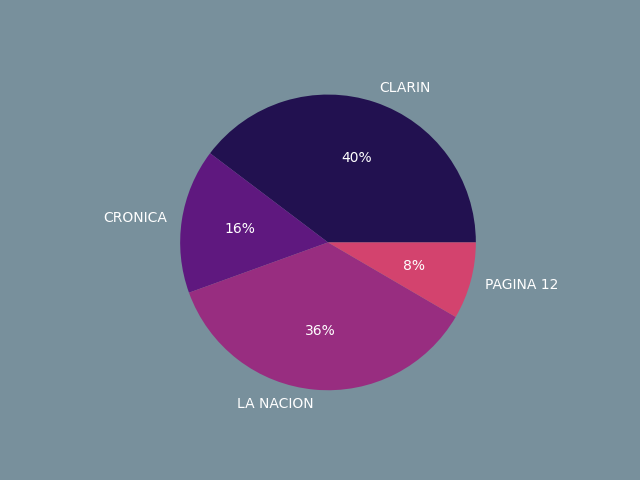 CLARIN
40%
CRONICA
16%
8%
PAGINA 12
36%
LA NACION